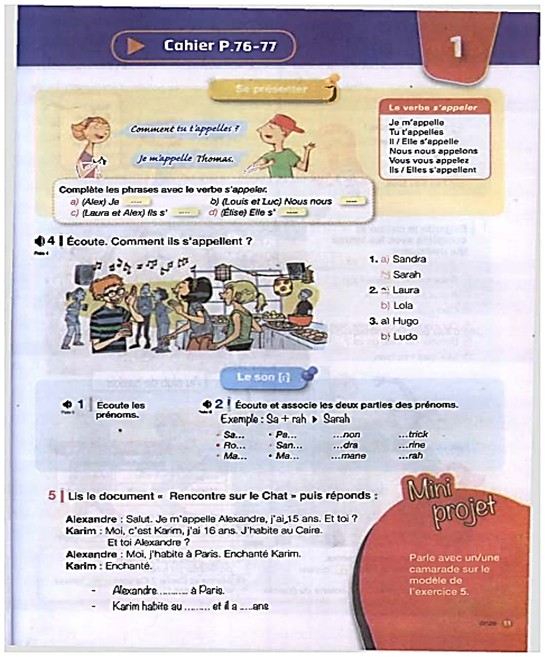 Cahier P.76-77
1
Se présenter
Comment tu t'appelles ?
Je m'appelle Thomas.
Le verbe s'appeler
Je m'appelle
Tu t'appelles
Il / Elle s'appelle
Nous nous appelons
Vous vous appelez
Ils / Elles s'appellent
Complète les phrases avec le verbe s'appeler.
a) (Alex) Je .... b) (Louis et Luc) Nous nous ....
c) (Laura et Alex) Ils s' .... d) (Élise) Elle s' ....
4 | Écoute. Comment ils s'appellent ?
1. a) Sandra
b) Sarah
2. a) Laura
b) Lola
3. a) Hugo
b) Ludo
Le son [r]
1 | Ecoute les
prénoms.
2 | Écoute et associe les deux parties des prénoms.
Exemple : Sa + rah ▶ Sarah
• Sa... • Pa... ...non ...trick
• Ro... • San... ...dra ...rine
• Ma... • Ma... ...mane ...rah
5 | Lis le document « Rencontre sur le Chat » puis réponds :
Alexandre : Salut. Je m'appelle Alexandre, j'ai 15 ans. Et toi ?
Karim : Moi, c'est Karim, j'ai 16 ans. J'habite au Caire.
Et toi Alexandre ?
Alexandre : Moi, j'habite à Paris. Enchanté Karim.
Karim : Enchanté.
- Alexandre........... à Paris.
- Karim habite au ......... et il a ....ans
Mini
projet
Parle avec un/une
camarade sur le
modèle de
l'exercice 5.
onze 11